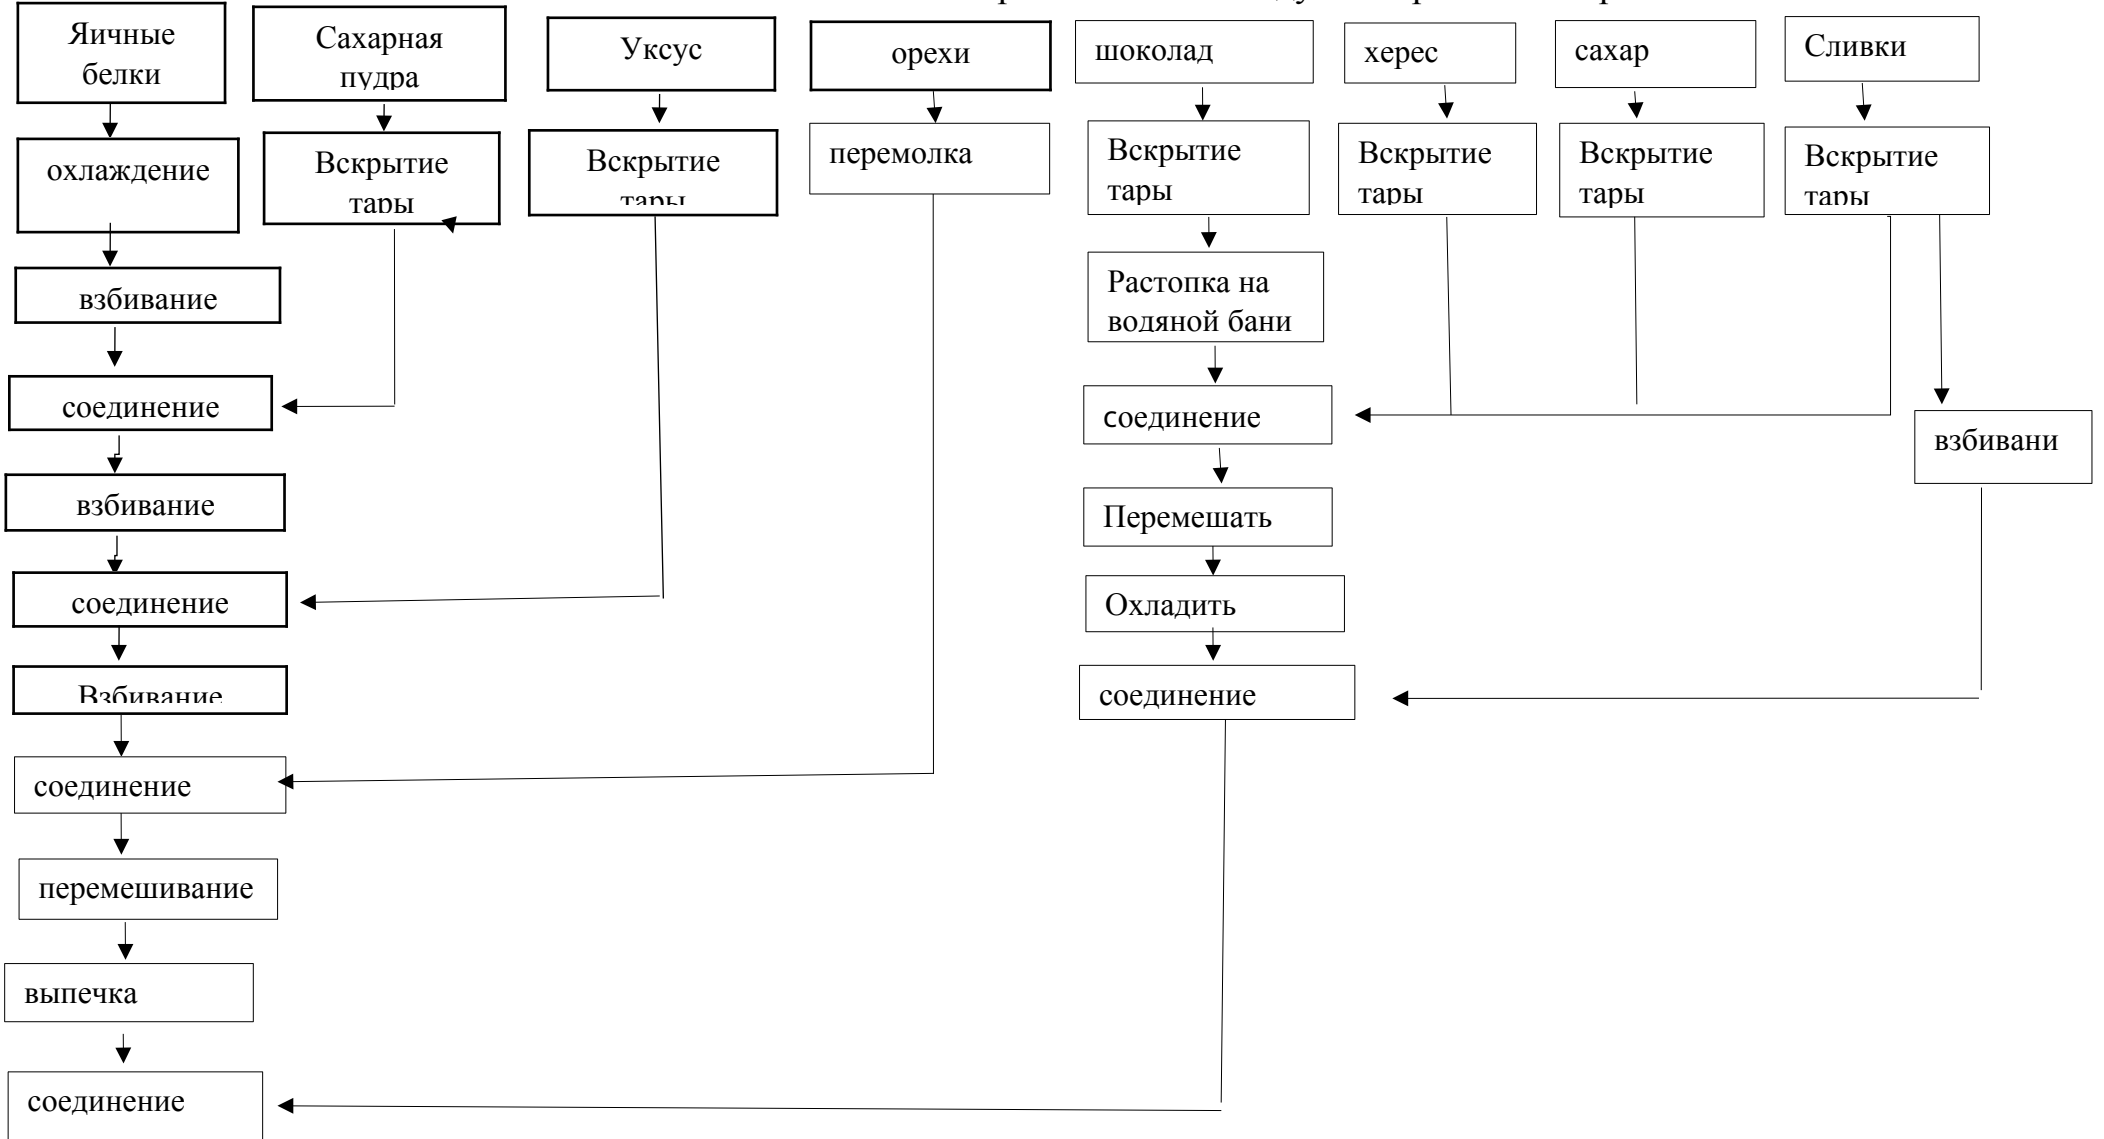 Яичные
белки
Сахарная
пудра
Уксус
орехи
шоколад
херес
сахар
Сливки
охлаждение
Вскрытие
тары
Вскрытие
тары
перемолка
Вскрытие
тары
Вскрытие
тары
Вскрытие
тары
Вскрытие
тары
взбивание
Растопка на
водяной бани
соединение
соединение
взбивани
взбивание
Перемешать
соединение
Охладить
Взбивание
соединение
соединение
перемешивание
выпечка
соединение